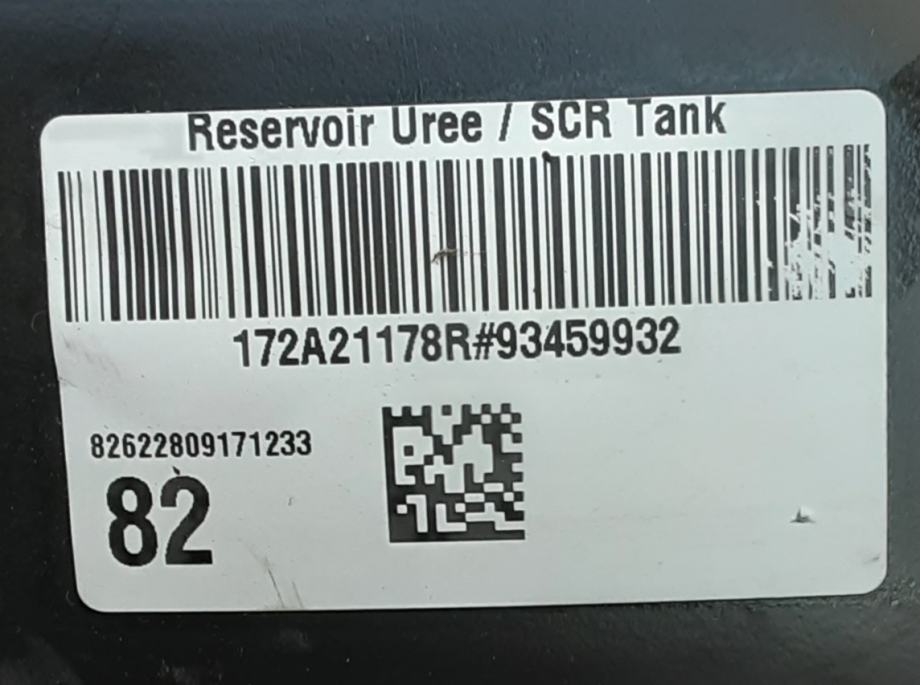 Reservoir Uree / SCR Tank
172A21178R#93459932
82622809171233
82